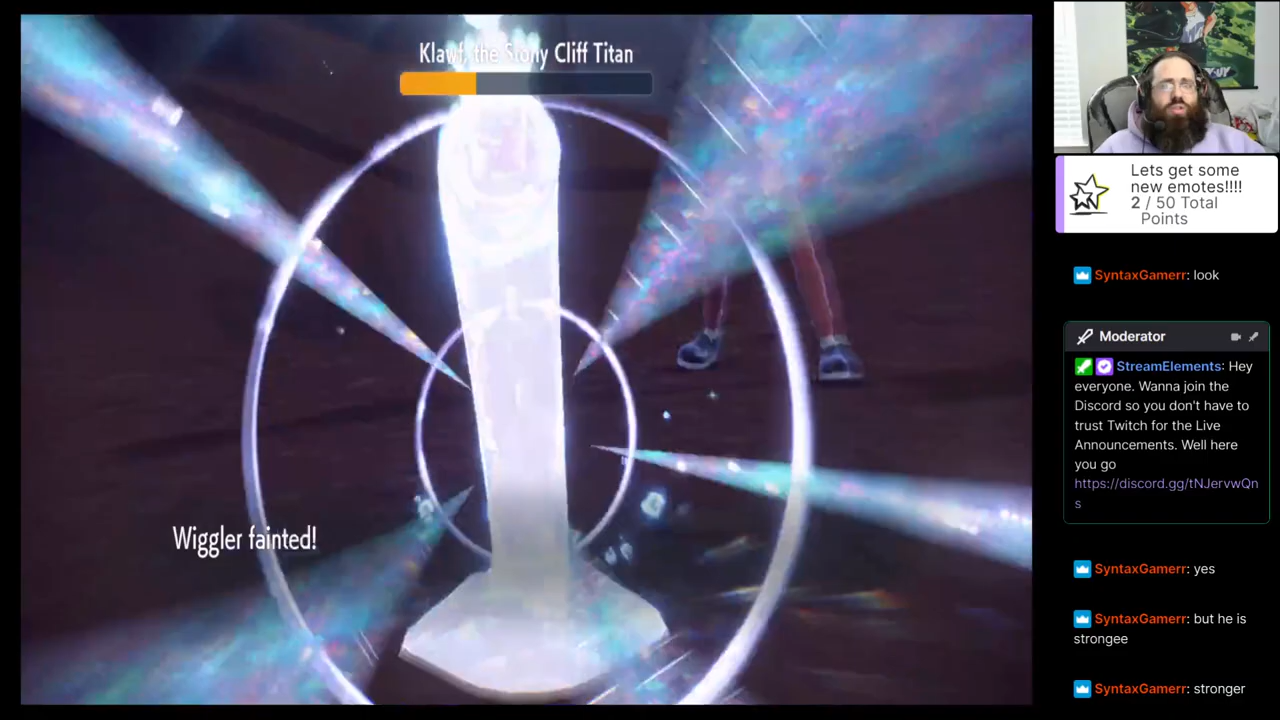 Klawf, the Stony Cliff Titan
Wiggler fainted!
Lets get some
new emotes!!!!
2 / 50 Total
Points
SyntaxGamerr: look
Moderator
StreamElements: Hey
everyone. Wanna join the
Discord so you don't have to
trust Twitch for the Live
Announcements. Well here
you go
https://discord.gg/tNJervwQn
s
SyntaxGamerr: yes
SyntaxGamerr: but he is
strongee
SyntaxGamerr: stronger